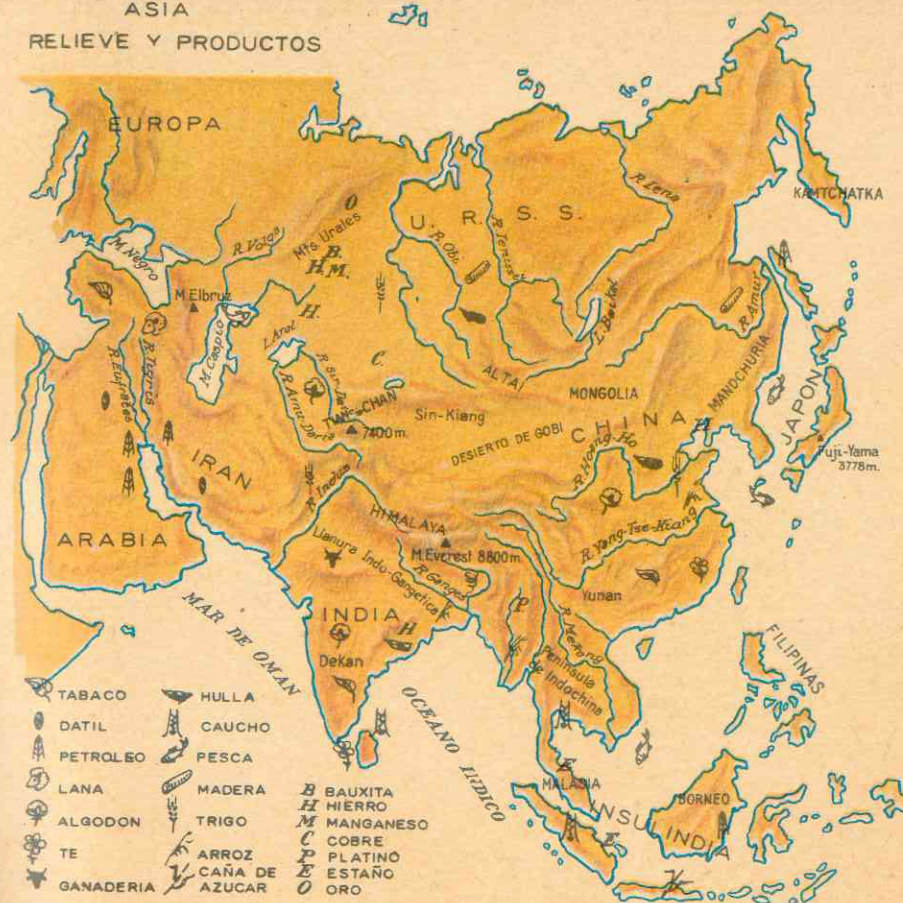 ASIA
RELIEVE Y PRODUCTOS
EUROPA
U. R. S. S.
R. Lena
KAMTCHATKA
O
Mts. Urales
R. Volga
R. Obi.
R. Yenissei
M. Negro
B.
H. M.
M. Elbruz
H.
L. Baikal
R. Amur
M. Caspio
L. Aral
C
R. Sir-Daria
R. Amu-Daria
ALTAI
MONGOLIA
MANDCHURIA
R. Eufrates
R. Tigris
TIAN-CHAN
7400 m.
Sin-Kiang
DESIERTO DE GOBI
CHINA
H
JAPON
Fuji-Yama
3778m.
IRAN
R. Indus
R. Hoang-Ho
HIMALAYA
ARABIA
Llanura Indo-Gangetica
M. Everest 8800m.
R. Yang-Tse-Kiang
R. Ganges
Yunan
MAR DE OMAN
INDIA
H
P
R. Mekong
FILIPINAS
Dekan
Peninsula
de Indochina
OCEANO INDICO
E
MALASIA
BORNEO
INSULINDIA
E
TABACO
HULLA
DATIL
CAUCHO
PETROLEO
PESCA
LANA
MADERA
B BAUXITA
ALGODON
TRIGO
H HIERRO
M MANGANESO
TE
ARROZ
C COBRE
P PLATINO
GANADERIA
CAÑA DE
AZUCAR
E ESTAÑO
O ORO